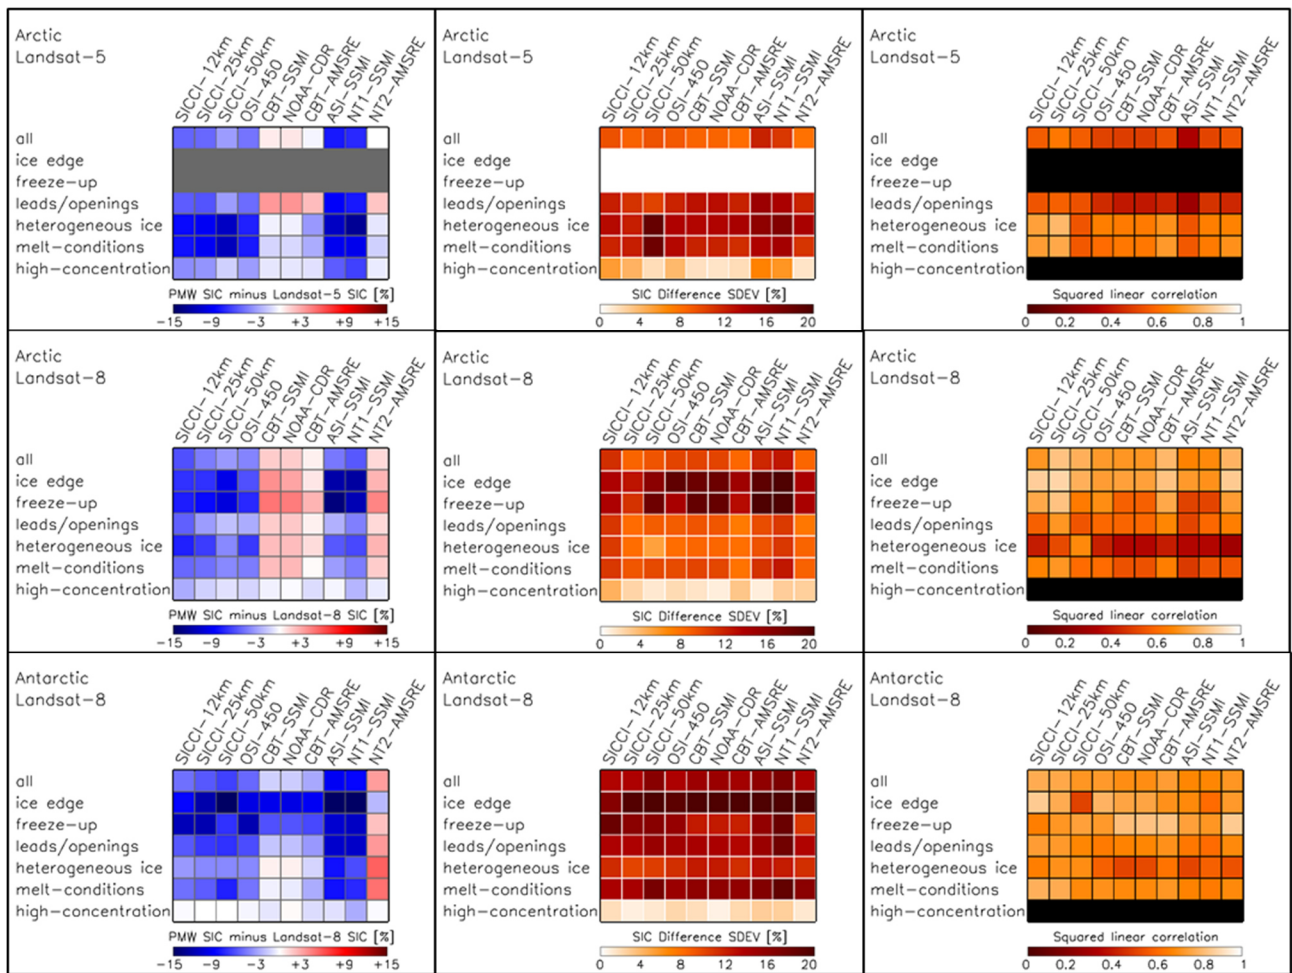 Arctic
Landsat-5
SICCI-12km
SICCI-25km
SICCI-50km
OSI-450
CBT-SSMI
NOAA-CDR
CBT-AMSRE
ASI-SSMI
NT1-SSMI
NT2-AMSRE
all
ice edge
freeze-up
leads/openings
heterogeneous ice
melt-conditions
high-concentration
PMW SIC minus Landsat-5 SIC [%]
-15 -9 -3 +3 +9 +15
Arctic
Landsat-5
SICCI-12km
SICCI-25km
SICCI-50km
OSI-450
CBT-SSMI
NOAA-CDR
CBT-AMSRE
ASI-SSMI
NT1-SSMI
NT2-AMSRE
all
ice edge
freeze-up
leads/openings
heterogeneous ice
melt-conditions
high-concentration
SIC Difference SDEV [%]
0 4 8 12 16 20
Arctic
Landsat-5
SICCI-12km
SICCI-25km
SICCI-50km
OSI-450
CBT-SSMI
NOAA-CDR
CBT-AMSRE
ASI-SSMI
NT1-SSMI
NT2-AMSRE
all
ice edge
freeze-up
leads/openings
heterogeneous ice
melt-conditions
high-concentration
Squared linear correlation
0 0.2 0.4 0.6 0.8 1
Arctic
Landsat-8
SICCI-12km
SICCI-25km
SICCI-50km
OSI-450
CBT-SSMI
NOAA-CDR
CBT-AMSRE
ASI-SSMI
NT1-SSMI
NT2-AMSRE
all
ice edge
freeze-up
leads/openings
heterogeneous ice
melt-conditions
high-concentration
PMW SIC minus Landsat-8 SIC [%]
-15 -9 -3 +3 +9 +15
Arctic
Landsat-8
SICCI-12km
SICCI-25km
SICCI-50km
OSI-450
CBT-SSMI
NOAA-CDR
CBT-AMSRE
ASI-SSMI
NT1-SSMI
NT2-AMSRE
all
ice edge
freeze-up
leads/openings
heterogeneous ice
melt-conditions
high-concentration
SIC Difference SDEV [%]
0 4 8 12 16 20
Arctic
Landsat-8
SICCI-12km
SICCI-25km
SICCI-50km
OSI-450
CBT-SSMI
NOAA-CDR
CBT-AMSRE
ASI-SSMI
NT1-SSMI
NT2-AMSRE
all
ice edge
freeze-up
leads/openings
heterogeneous ice
melt-conditions
high-concentration
Squared linear correlation
0 0.2 0.4 0.6 0.8 1
Antarctic
Landsat-8
SICCI-12km
SICCI-25km
SICCI-50km
OSI-450
CBT-SSMI
NOAA-CDR
CBT-AMSRE
ASI-SSMI
NT1-SSMI
NT2-AMSRE
all
ice edge
freeze-up
leads/openings
heterogeneous ice
melt-conditions
high-concentration
PMW SIC minus Landsat-8 SIC [%]
-15 -9 -3 +3 +9 +15
Antarctic
Landsat-8
SICCI-12km
SICCI-25km
SICCI-50km
OSI-450
CBT-SSMI
NOAA-CDR
CBT-AMSRE
ASI-SSMI
NT1-SSMI
NT2-AMSRE
all
ice edge
freeze-up
leads/openings
heterogeneous ice
melt-conditions
high-concentration
SIC Difference SDEV [%]
0 4 8 12 16 20
Antarctic
Landsat-8
SICCI-12km
SICCI-25km
SICCI-50km
OSI-450
CBT-SSMI
NOAA-CDR
CBT-AMSRE
ASI-SSMI
NT1-SSMI
NT2-AMSRE
all
ice edge
freeze-up
leads/openings
heterogeneous ice
melt-conditions
high-concentration
Squared linear correlation
0 0.2 0.4 0.6 0.8 1